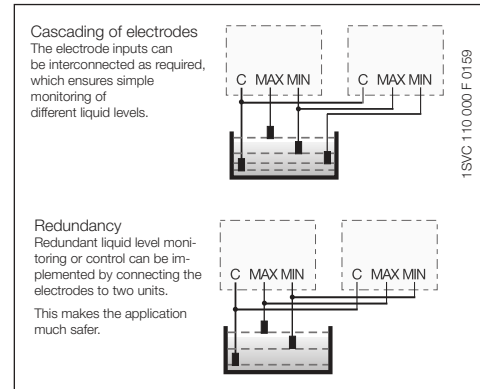 Cascading of electrodes
The electrode inputs can
be interconnected as required,
which ensures simple
monitoring of
different liquid levels.
C MAX MIN
C MAX MIN
1SVC 110 000 F 0159
Redundancy
Redundant liquid level moni-
toring or control can be im-
plemented by connecting the
electrodes to two units.
This makes the application
much safer.
C MAX MIN
C MAX MIN